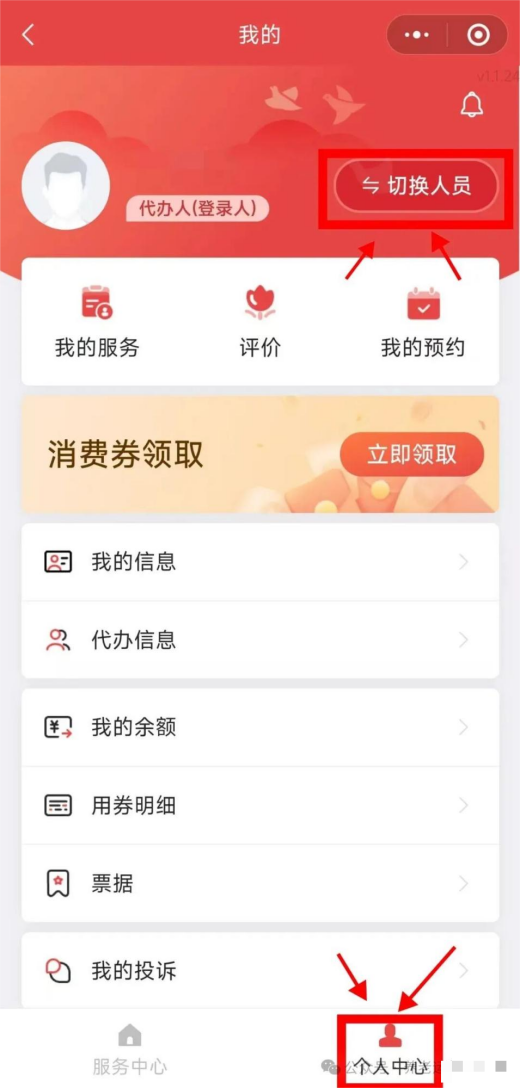 我的
v1.1.24
代办人(登录人)
切换人员
我的服务
评价
我的预约
消费券领取
立即领取
我的信息
代办信息
我的余额
用券明细
票据
我的投诉
服务中心
个人中心
公众号